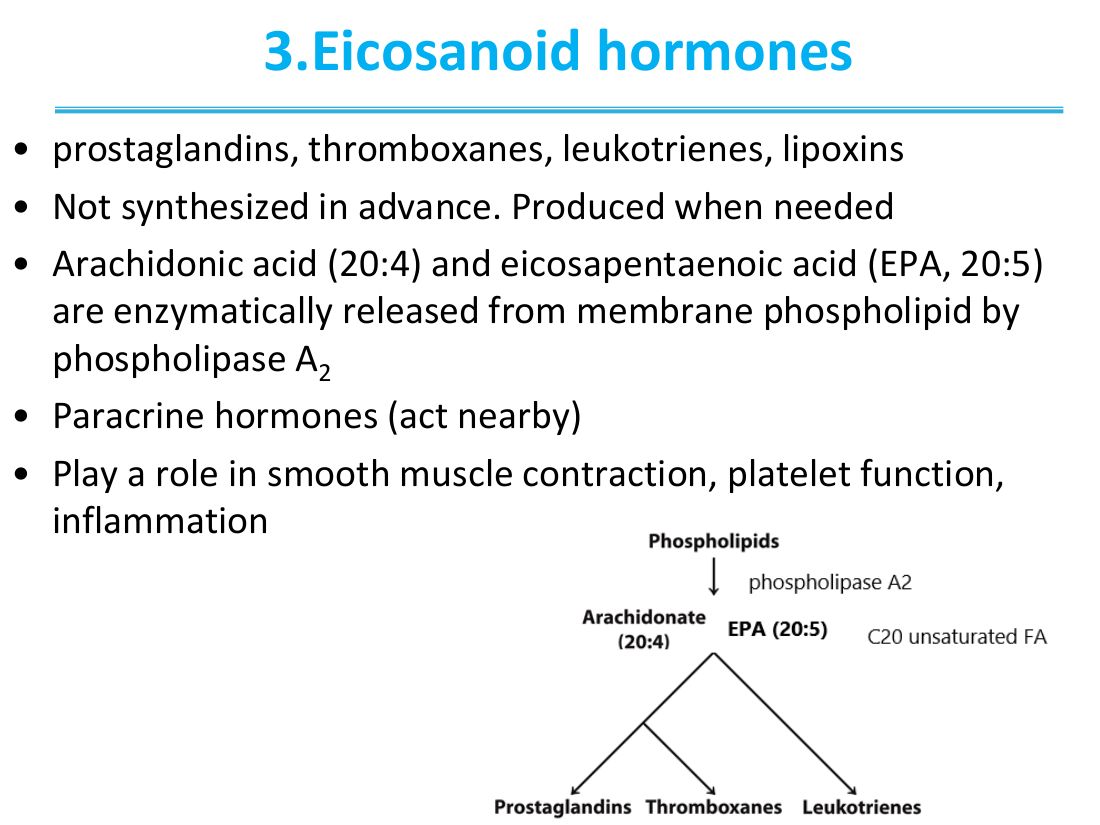 3.Eicosanoid hormones
• prostaglandins, thromboxanes, leukotrienes, lipoxins
• Not synthesized in advance. Produced when needed
• Arachidonic acid (20:4) and eicosapentaenoic acid (EPA, 20:5)
are enzymatically released from membrane phospholipid by
phospholipase A₂
• Paracrine hormones (act nearby)
• Play a role in smooth muscle contraction, platelet function,
inflammation
Phospholipids
phospholipase A2
Arachidonate
(20:4)
EPA (20:5)
C20 unsaturated FA
Prostaglandins Thromboxanes Leukotrienes